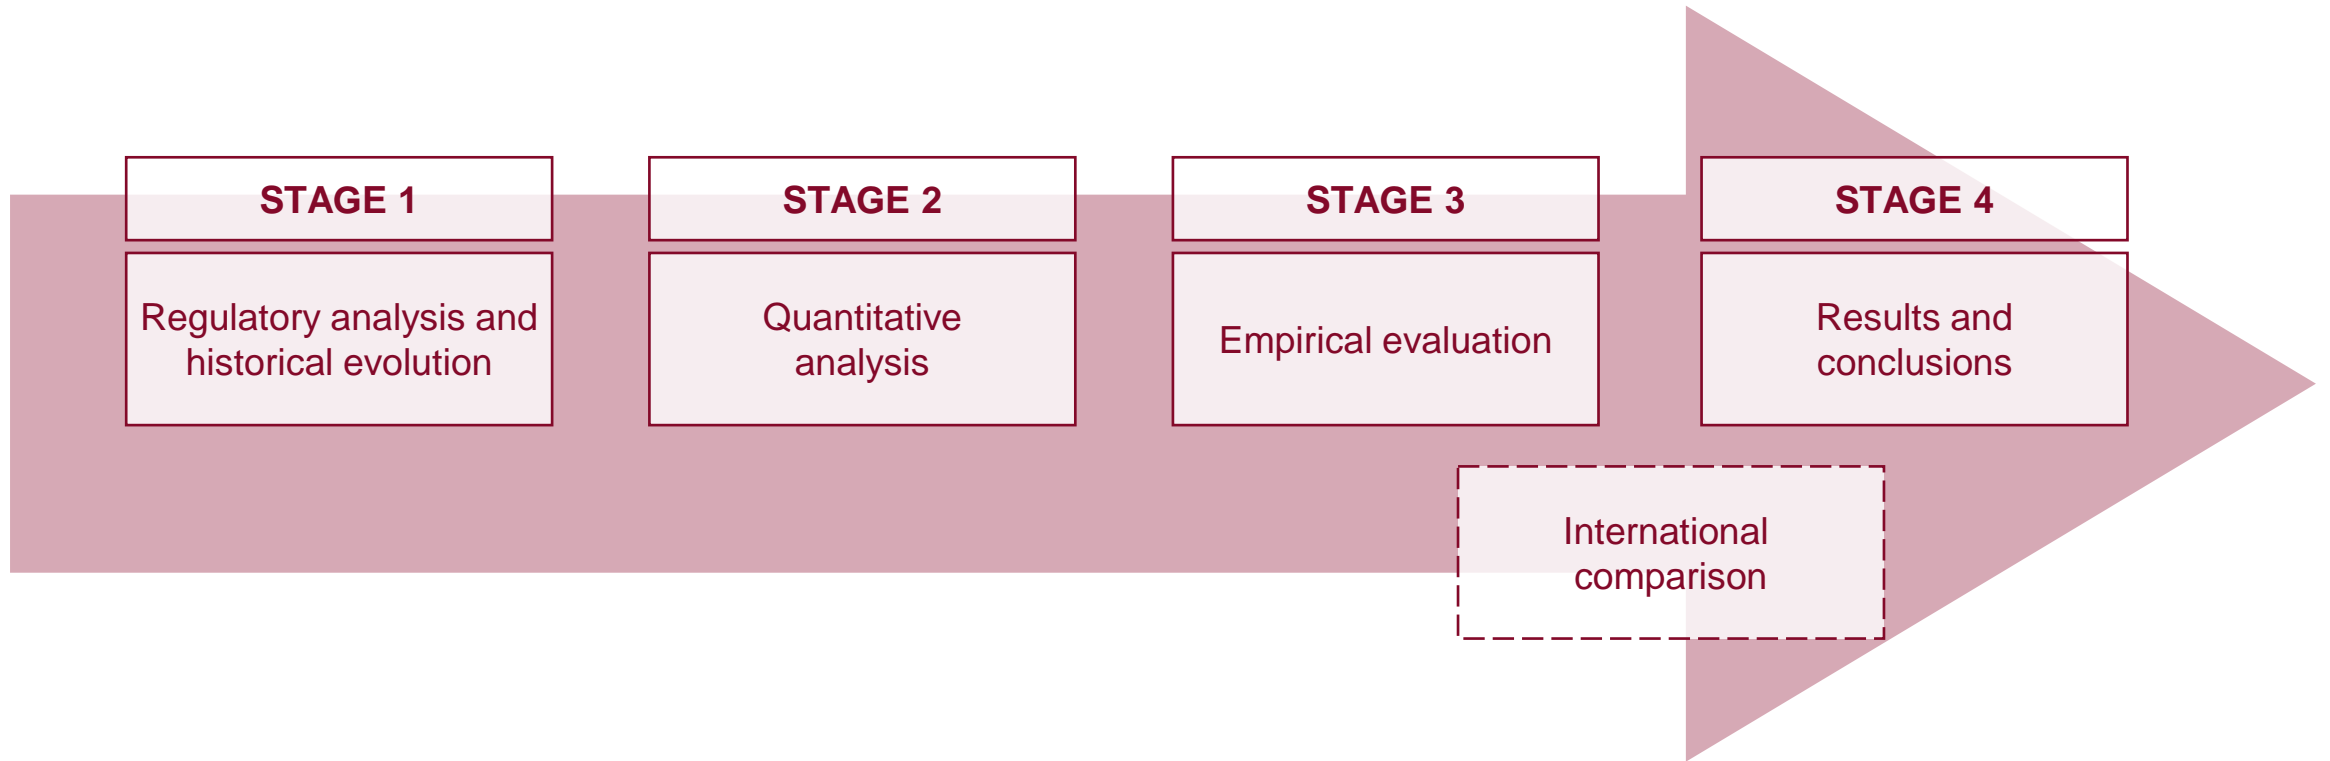 STAGE 1
Regulatory analysis and
historical evolution
STAGE 2
Quantitative
analysis
STAGE 3
Empirical evaluation
STAGE 4
Results and
conclusions
International
comparison